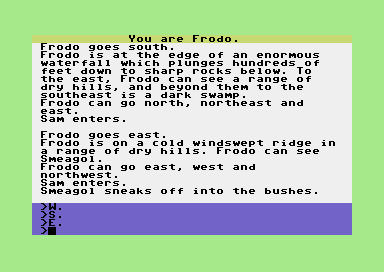 You are Frodo.
Frodo goes south.
Frodo is at the edge of an enormous
waterfall which plunges hundreds of
feet down to sharp rocks below. To
the east, Frodo can see a range of
dry hills, and beyond them to the
southeast is a dark swamp.
Frodo can go north, northeast and
east.
Sam enters.
Frodo goes east.
Frodo is on a cold windswept ridge in
a range of dry hills. Frodo can see
Smeagol.
Frodo can go east, west and
northwest.
Sam enters.
Smeagol sneaks off into the bushes.
>W.
>S.
>E.
>